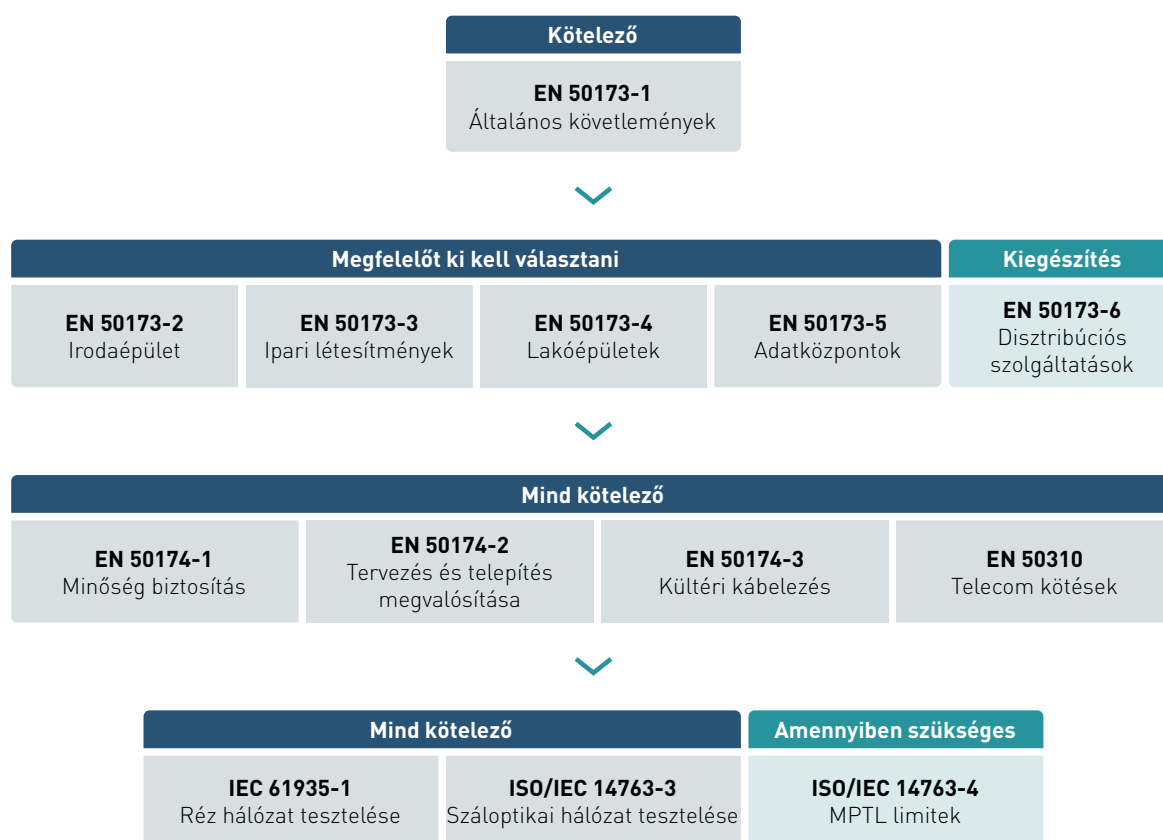 Kötelező
EN 50173-1
Általános követlemények
Megfelelőt ki kell választani
Kiegészítés
EN 50173-2
Irodaépület
EN 50173-3
Ipari létesítmények
EN 50173-4
Lakóépületek
EN 50173-5
Adatközpontok
EN 50173-6
Disztribúciós
szolgáltatások
Mind kötelező
EN 50174-1
Minőség biztosítás
EN 50174-2
Tervezés és telepítés
megvalósítása
EN 50174-3
Kültéri kábelezés
EN 50310
Telecom kötések
Mind kötelező
Amennyiben szükséges
IEC 61935-1
Réz hálózat tesztelése
ISO/IEC 14763-3
Száloptikai hálózat tesztelése
ISO/IEC 14763-4
MPTL limitek